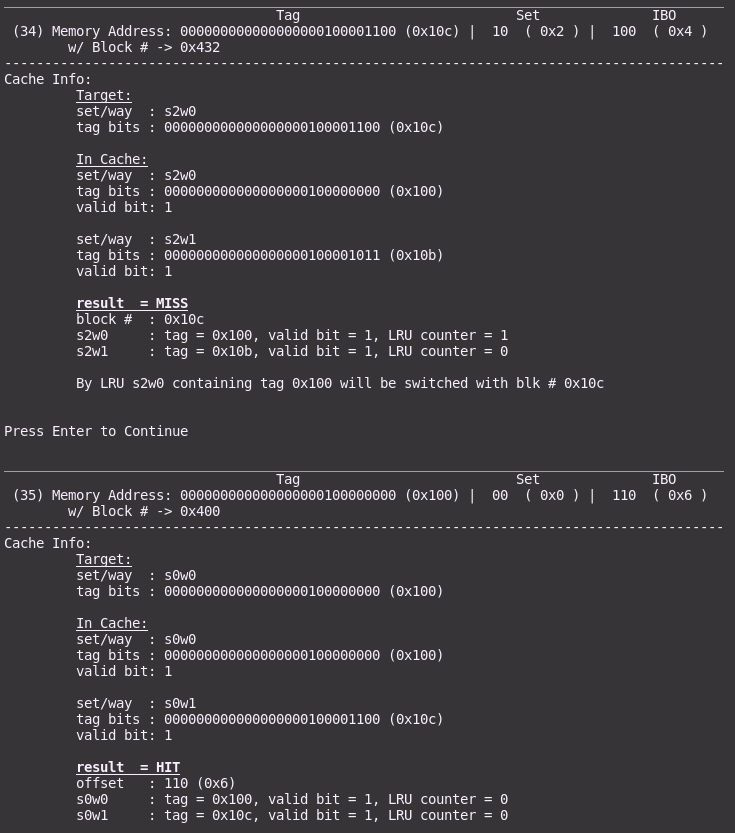 Tag Set IBO
(34) Memory Address: 000000000000000000100001100 (0x10c) | 10 ( 0x2 ) | 100 ( 0x4 )
w/ Block # -> 0x432
------------------------------------------------------------------------------------------
Cache Info:
Target:
set/way : s2w0
tag bits : 000000000000000000100001100 (0x10c)
In Cache:
set/way : s2w0
tag bits : 000000000000000000100000000 (0x100)
valid bit: 1
set/way : s2w1
tag bits : 000000000000000000100001011 (0x10b)
valid bit: 1
result = MISS
block # : 0x10c
s2w0 : tag = 0x100, valid bit = 1, LRU counter = 1
s2w1 : tag = 0x10b, valid bit = 1, LRU counter = 0
By LRU s2w0 containing tag 0x100 will be switched with blk # 0x10c
Press Enter to Continue
Tag Set IBO
(35) Memory Address: 000000000000000000100000000 (0x100) | 00 ( 0x0 ) | 110 ( 0x6 )
w/ Block # -> 0x400
------------------------------------------------------------------------------------------
Cache Info:
Target:
set/way : s0w0
tag bits : 000000000000000000100000000 (0x100)
In Cache:
set/way : s0w0
tag bits : 000000000000000000100000000 (0x100)
valid bit: 1
set/way : s0w1
tag bits : 000000000000000000100001100 (0x10c)
valid bit: 1
result = HIT
offset : 110 (0x6)
s0w0 : tag = 0x100, valid bit = 1, LRU counter = 0
s0w1 : tag = 0x10c, valid bit = 1, LRU counter = 0